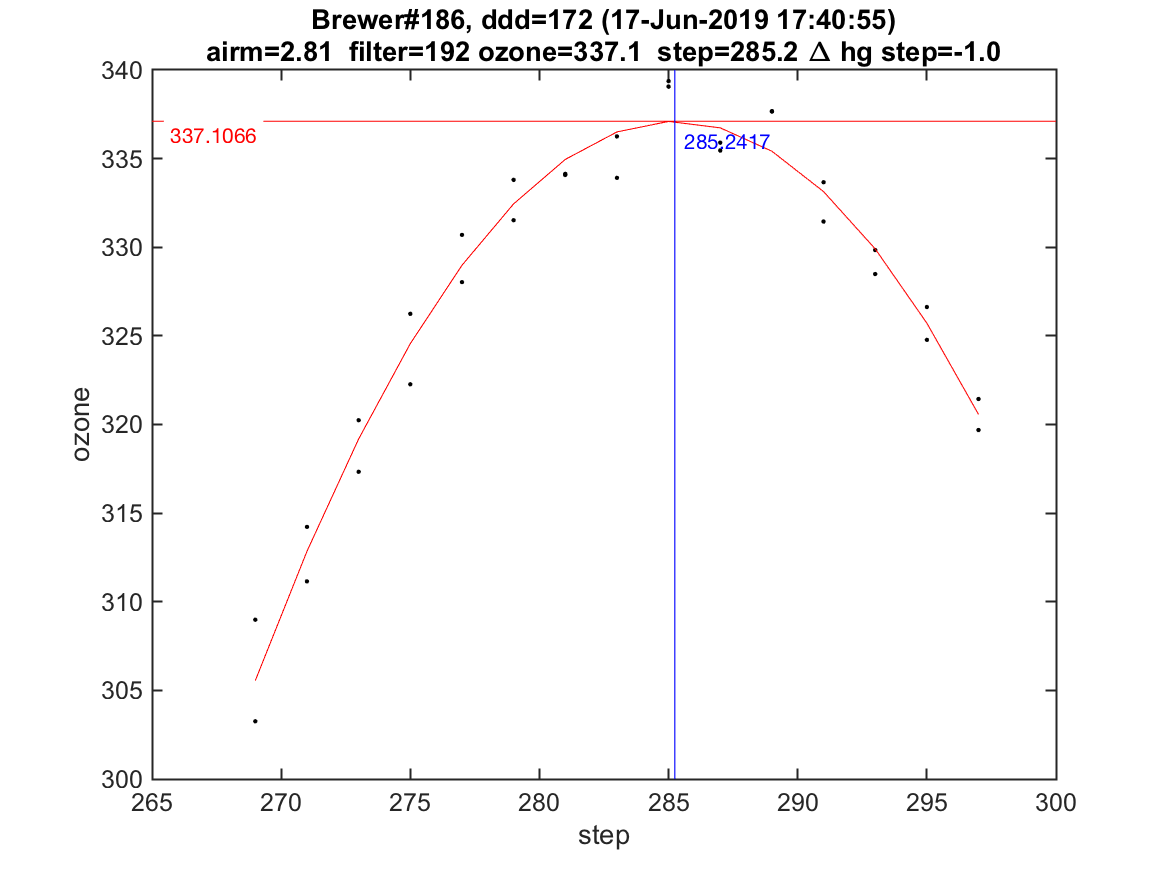 Brewer#186, ddd=172 (17-Jun-2019 17:40:55)
airm=2.81 filter=192 ozone=337.1 step=285.2 Δ hg step=-1.0
340
337.1066
285.2417
335
330
325
320
315
310
305
300
ozone
265 270 275 280 285 290 295 300
step